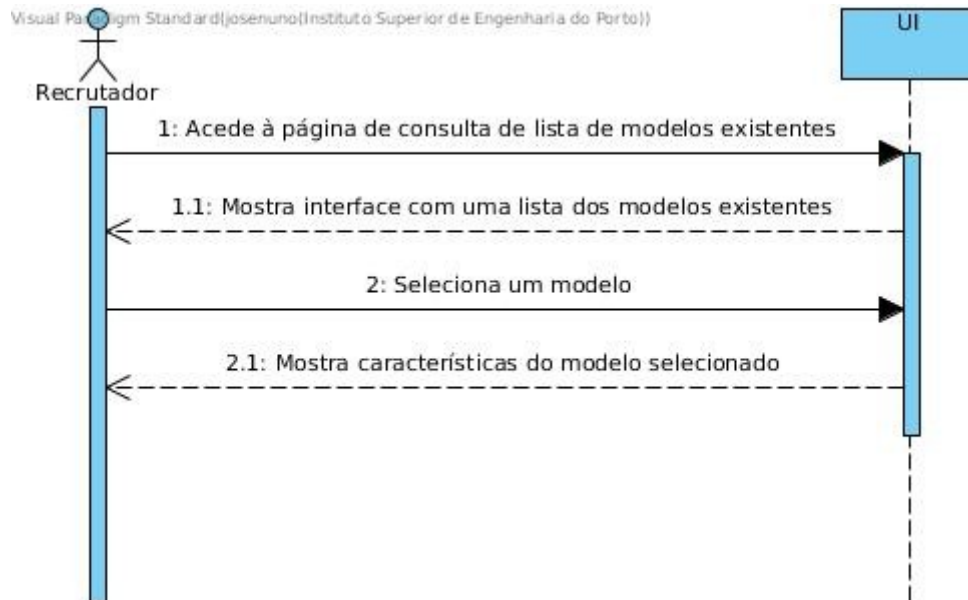 Visual Paradigm Standard(josenuno(Instituto Superior de Engenharia do Porto))
UI
Recrutador
1: Acede à página de consulta de lista de modelos existentes
1.1: Mostra interface com uma lista dos modelos existentes
2: Seleciona um modelo
2.1: Mostra características do modelo selecionado